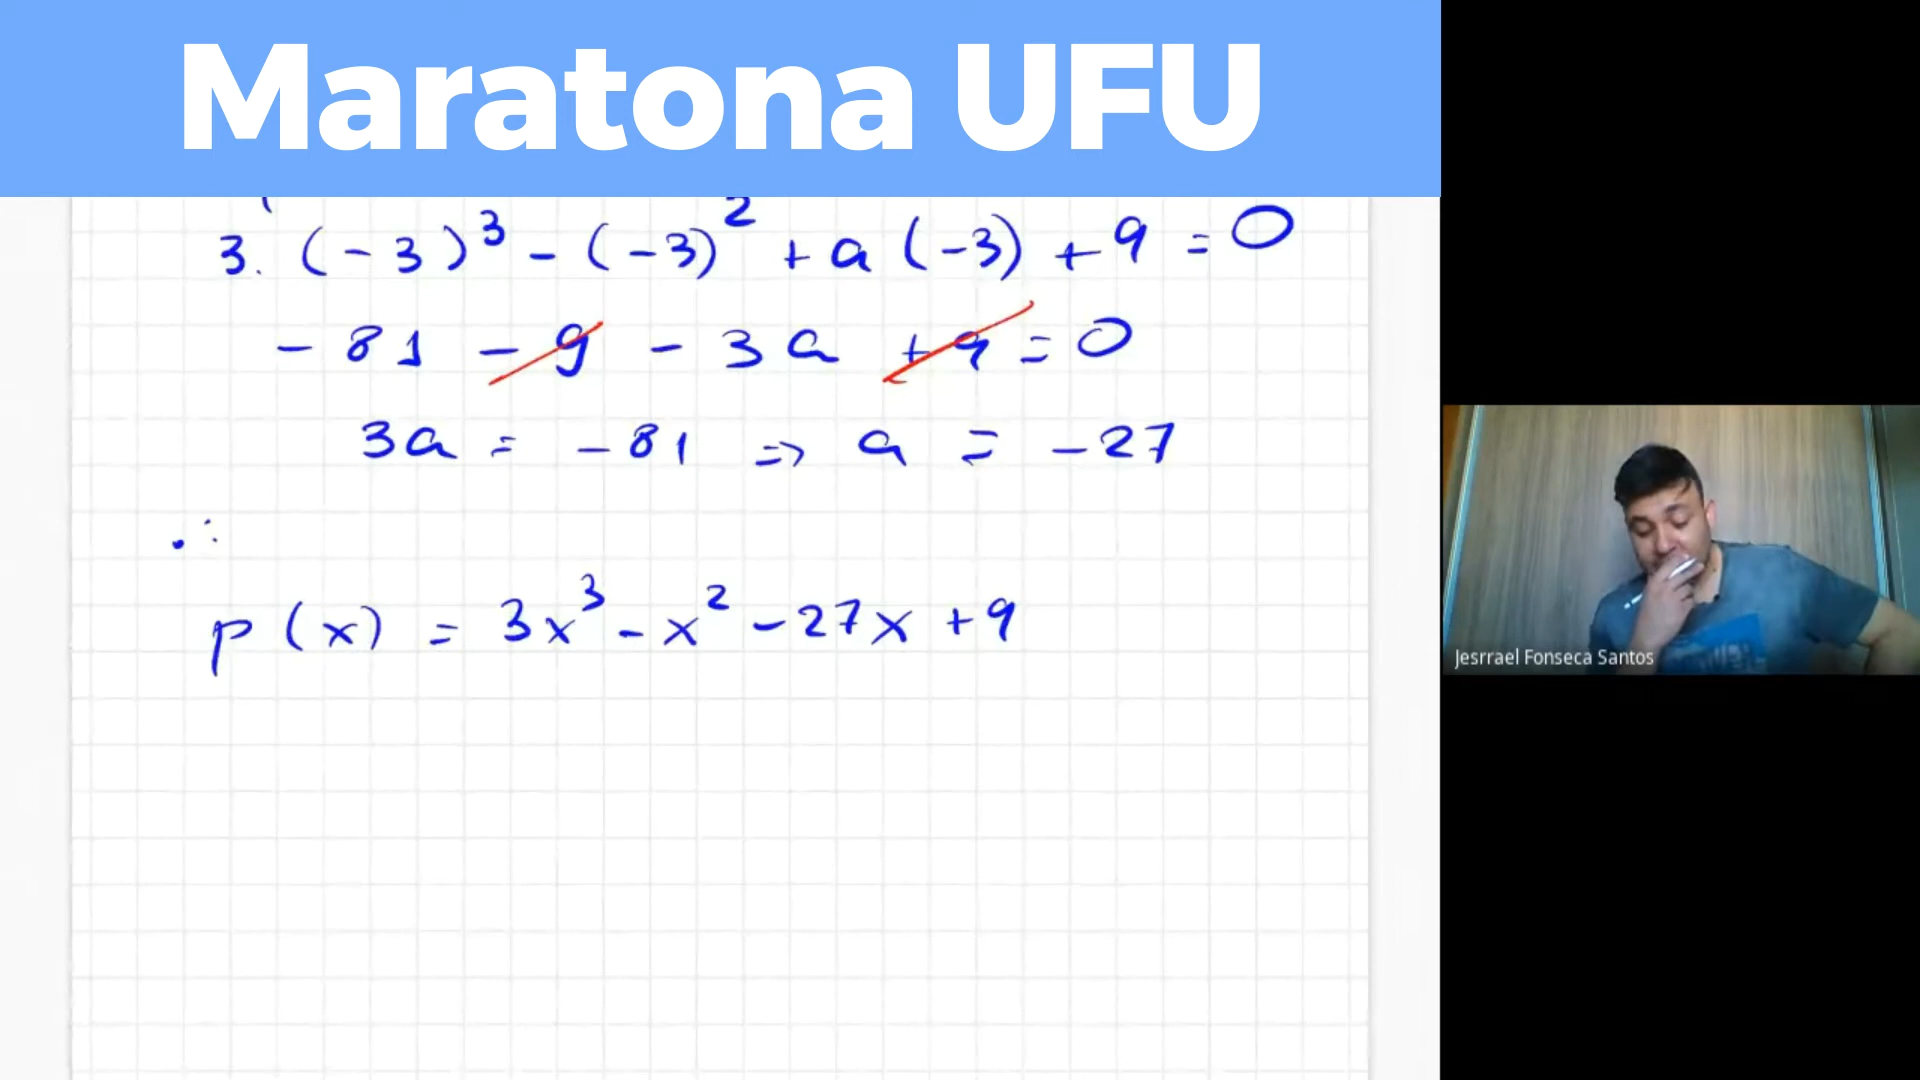 Maratona UFU
3. (-3)³ - (-3)² + a (-3) + 9 = 0
- 81 - 9 - 3a + 9 = 0
3a = - 81 => a = - 27
∴
p (x) = 3x³ - x² - 27x + 9
Jesrrael Fonseca Santos